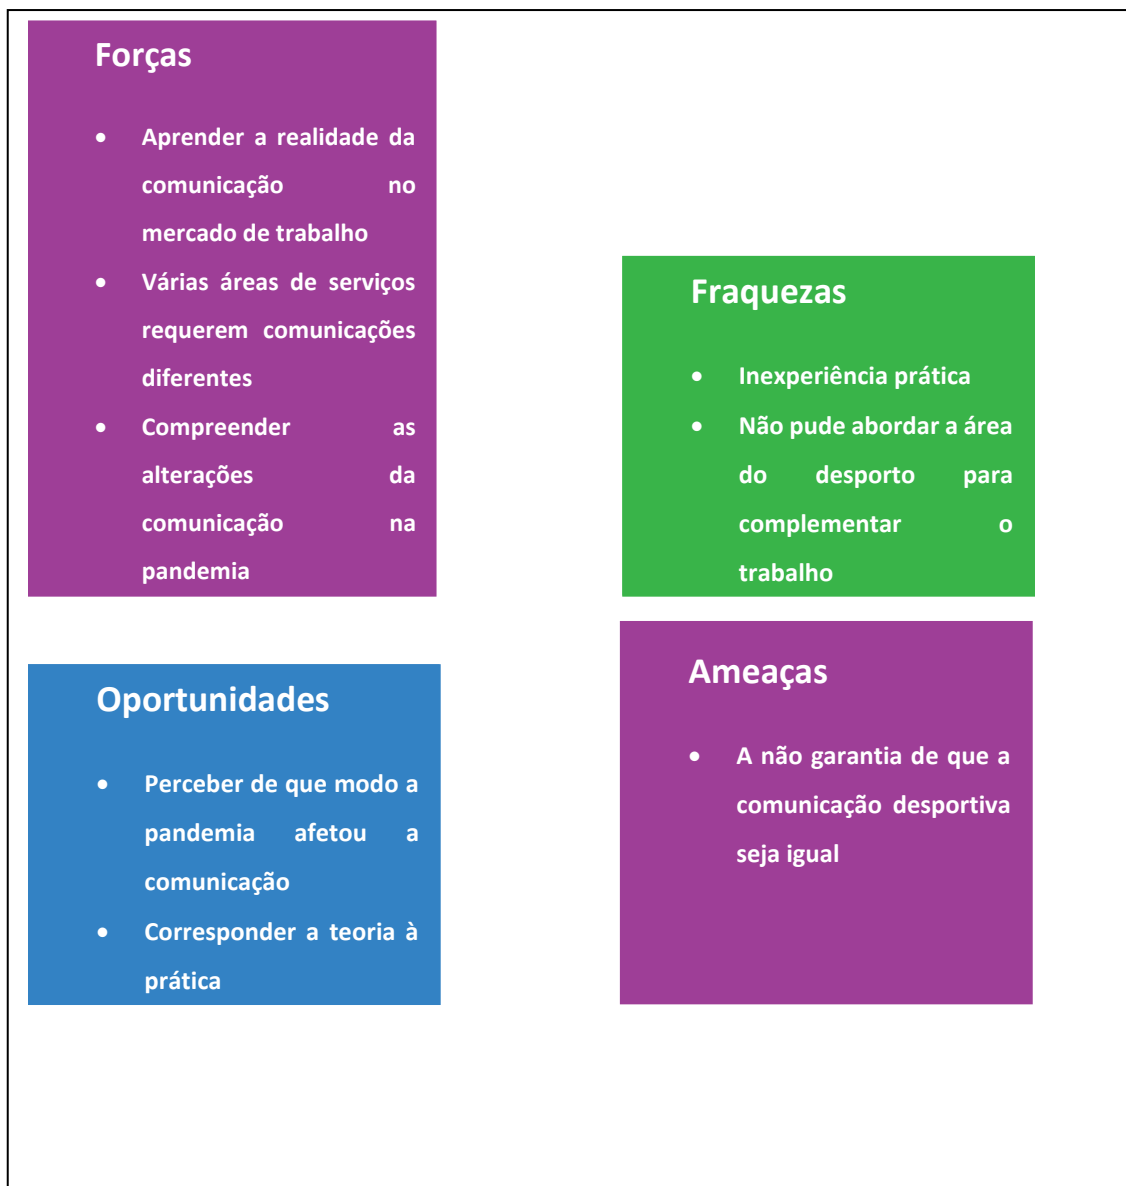 Forças
• Aprender a realidade da
comunicação no
mercado de trabalho
• Várias áreas de serviços
requerem comunicações
diferentes
• Compreender as
alterações da
comunicação na
pandemia
Fraquezas
• Inexperiência prática
• Não pude abordar a área
do desporto para
complementar o
trabalho
Oportunidades
• Perceber de que modo a
pandemia afetou a
comunicação
• Corresponder a teoria à
prática
Ameaças
• A não garantia de que a
comunicação desportiva
seja igual